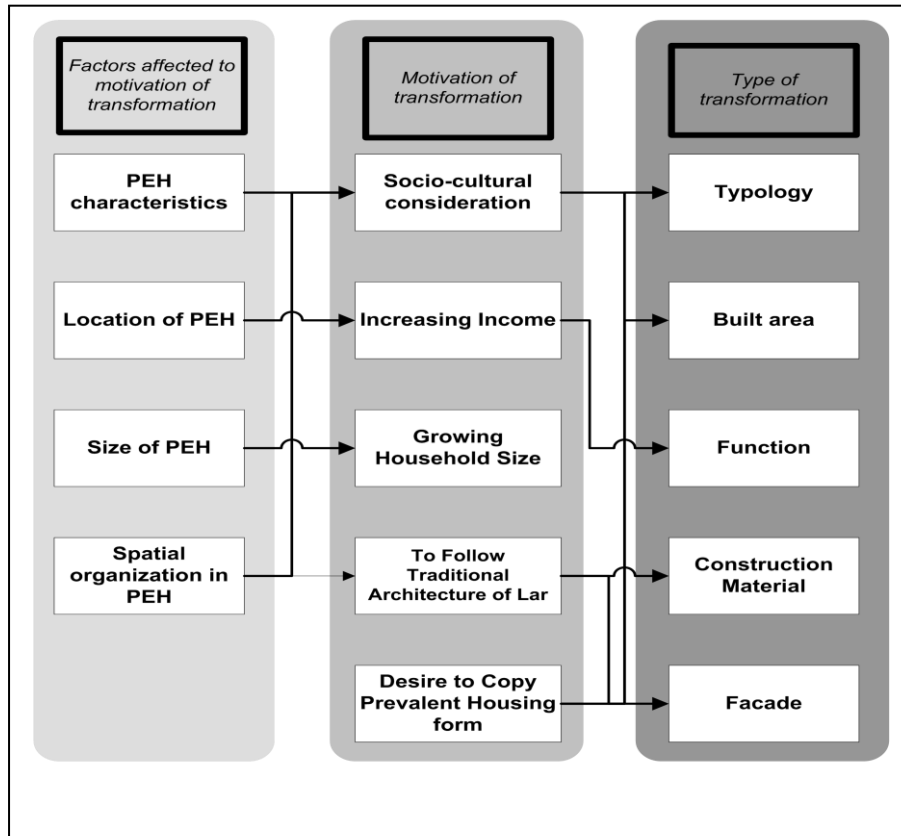 Factors affected to
motivation of
transformation
PEH
characteristics
Location of PEH
Size of PEH
Spatial
organization in
PEH
Motivation of
transformation
Socio-cultural
consideration
Increasing Income
Growing
Household Size
To Follow
Traditional
Architecture of Lar
Desire to Copy
Prevalent Housing
form
Type of
transformation
Typology
Built area
Function
Construction
Material
Facade